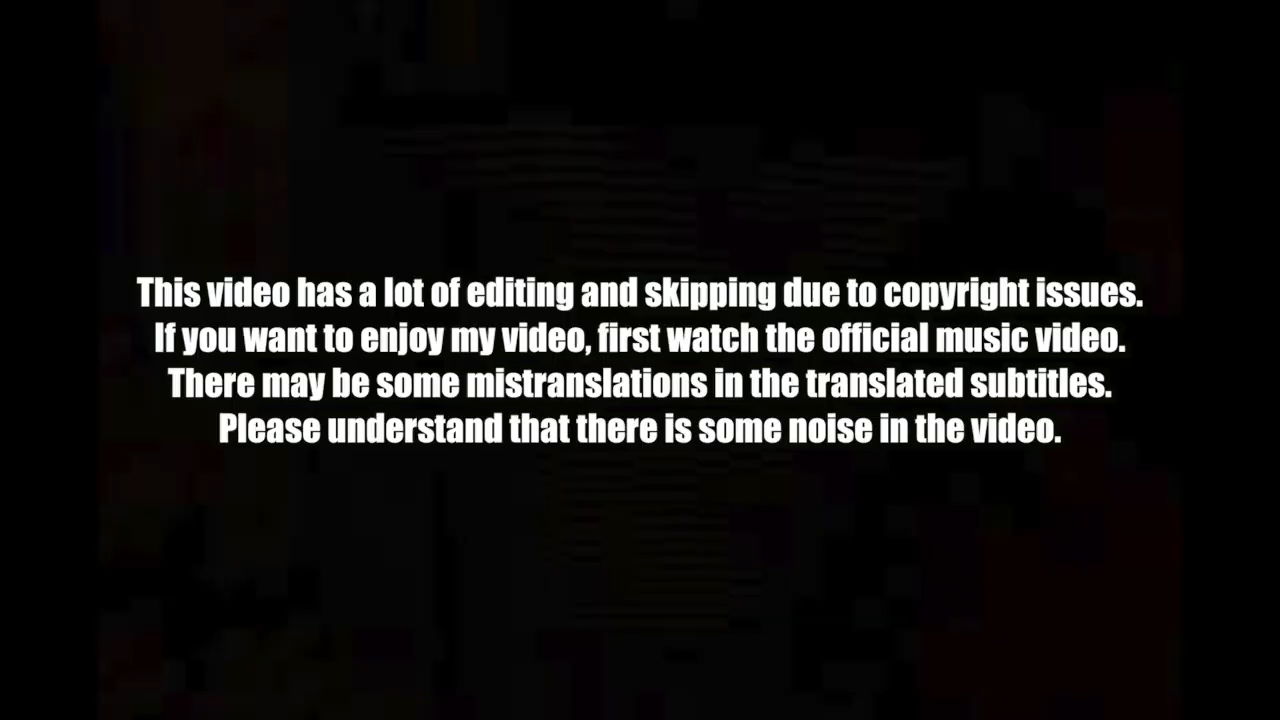 This video has a lot of editing and skipping due to copyright issues.
If you want to enjoy my video, first watch the official music video.
There may be some mistranslations in the translated subtitles.
Please understand that there is some noise in the video.